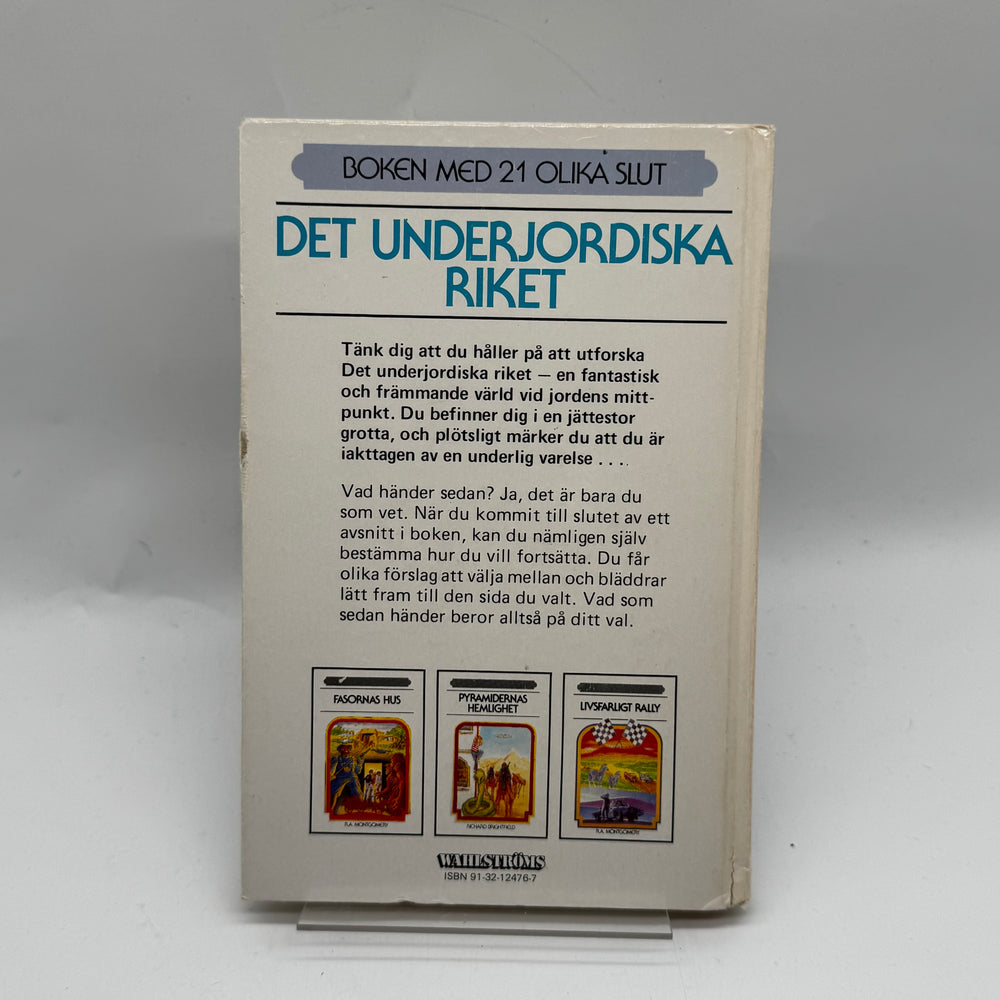 BOKEN MED 21 OLIKA SLUT
DET UNDERJORDISKA
RIKET
Tänk dig att du håller på att utforska
Det underjordiska riket — en fantastisk
och främmande värld vid jordens mitt-
punkt. Du befinner dig i en jättestor
grotta, och plötsligt märker du att du är
iakttagen av en underlig varelse . . . .
Vad händer sedan? Ja, det är bara du
som vet. När du kommit till slutet av ett
avsnitt i boken, kan du nämligen själv
bestämma hur du vill fortsätta. Du får
olika förslag att välja mellan och bläddrar
lätt fram till den sida du valt. Vad som
sedan händer beror alltså på ditt val.
FASORNAS HUS
R.A. MONTGOMERY
PYRAMIDERNAS
HEMLIGHET
RICHARD BRIGHTFIELD
LIVSFARLIGT RALLY
R.A. MONTGOMERY
WAHLSTRÖMS
ISBN 91-32-12476-7